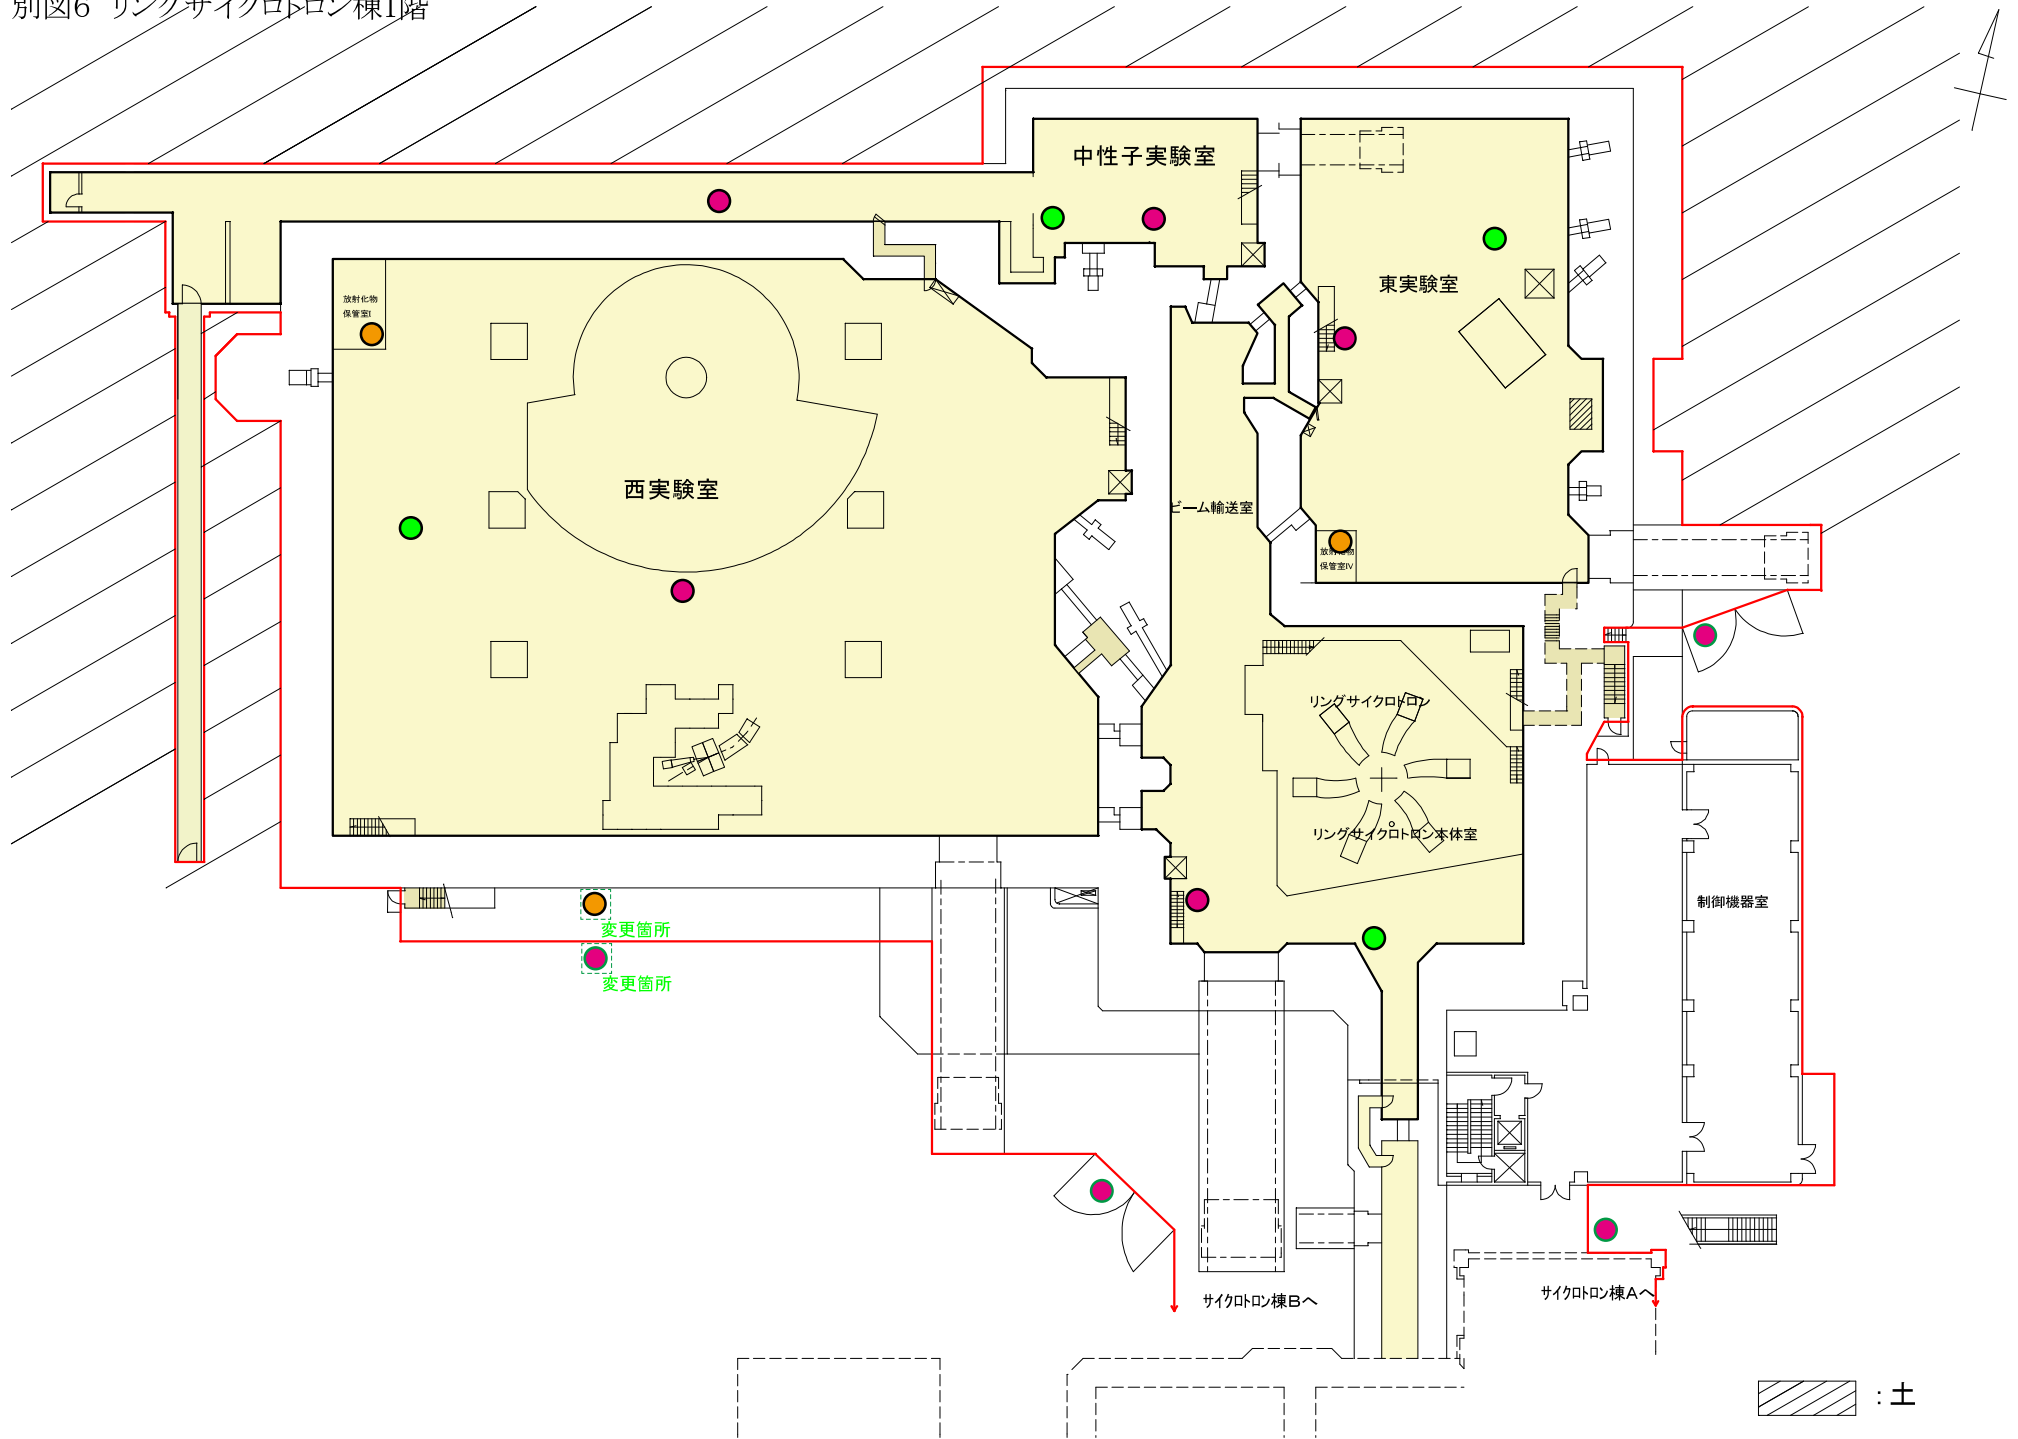 別図6 リングサイクロトロン棟1階
中性子実験室
東実験室
放射化物
保管室I
西実験室
ビーム輸送室
放射化物
保管室IV
リングサイクロトロン
リングサイクロトロン本体室
制御機器室
変更箇所
変更箇所
サイクロトロン棟Bへ
サイクロトロン棟Aへ
:土